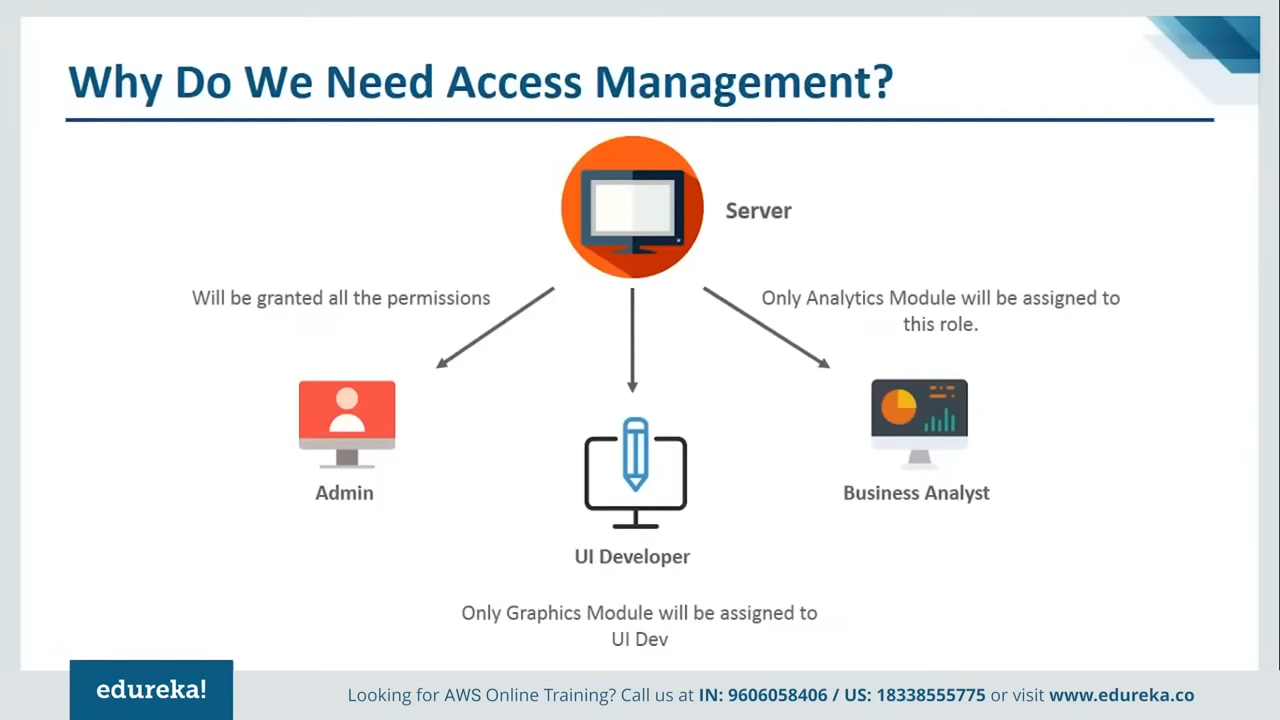 Why Do We Need Access Management?
Server
Will be granted all the permissions
Only Analytics Module will be assigned to
this role.
Admin
Business Analyst
UI Developer
Only Graphics Module will be assigned to
UI Dev
edureka!
Looking for AWS Online Training? Call us at IN: 9606058406 / US: 18338555775 or visit www.edureka.co